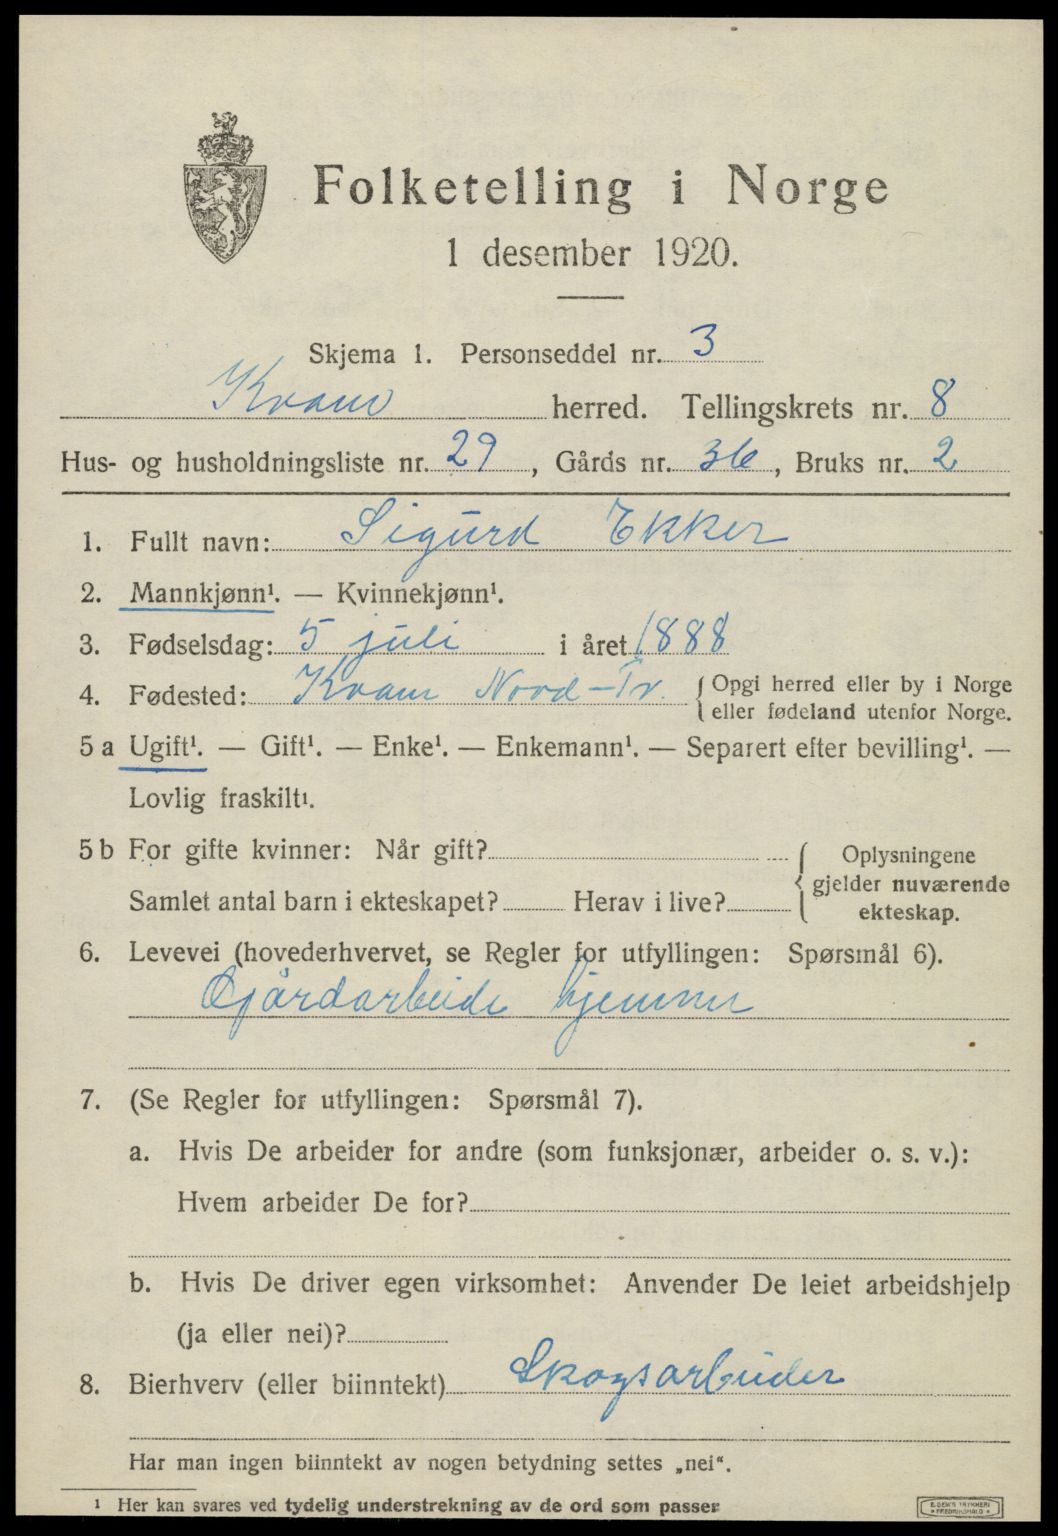 Folketelling i Norge
1 desember 1920.
Skjema 1. Personseddel nr. 3
Kvam herred. Tellingskrets nr. 8
Hus- og husholdningsliste nr. 29, Gårds nr. 36, Bruks nr. 2
1. Fullt navn: Sigurd Ekker
2. Mannkjønn¹. — Kvinnekjønn¹.
3. Fødselsdag: 5 juli i året 1888
4. Fødested: Kvam Nord-Tr. { Opgi herred eller by i Norge
eller fødeland utenfor Norge.
5 a Ugift¹. — Gift¹. — Enke¹. — Enkemann¹. — Separert efter bevilling¹. —
Lovlig fraskilt¹.
5 b For gifte kvinner: Når gift?
Samlet antal barn i ekteskapet? Herav i live?
{ Oplysningene
gjelder nuværende
ekteskap.
6. Levevei (hovederhvervet, se Regler for utfyllingen: Spørsmål 6).
Gjårdarbeide hjemme
7. (Se Regler for utfyllingen: Spørsmål 7).
a. Hvis De arbeider for andre (som funksjonær, arbeider o. s. v.):
Hvem arbeider De for?
b. Hvis De driver egen virksomhet: Anvender De leiet arbeidshjelp
(ja eller nei)?
8. Bierhverv (eller biinntekt) Skogsarbeider
Har man ingen biinntekt av nogen betydning settes „nei“.
¹ Her kan svares ved tydelig understrekning av de ord som passer
E. SEM'S TRYKKERI
FREDRIKSHALD